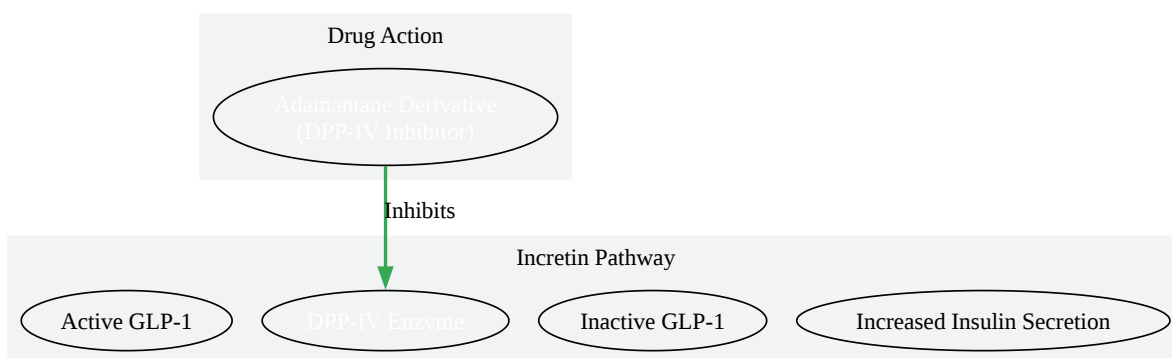 Drug Action
Adamantane Derivative
(DPP-IV Inhibitor)
Inhibits
Incretin Pathway
Active GLP-1
DPP-IV Enzyme
Inactive GLP-1
Increased Insulin Secretion